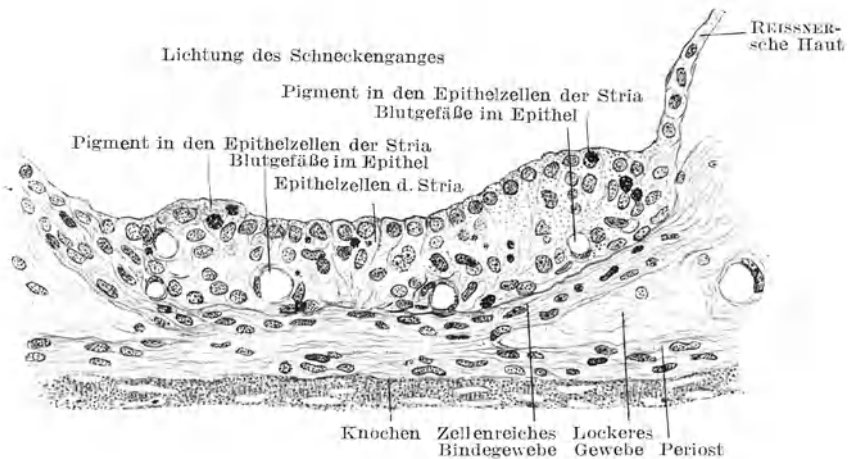 REISSNER-
sche Haut
Lichtung des Schneckenganges
Pigment in den Epithelzellen der Stria
Blutgefäße im Epithel
Pigment in den Epithelzellen der Stria
Blutgefäße im Epithel
Epithelzellen d. Stria
Knochen
Zellenreiches
Bindegewebe
Lockeres
Gewebe
Periost